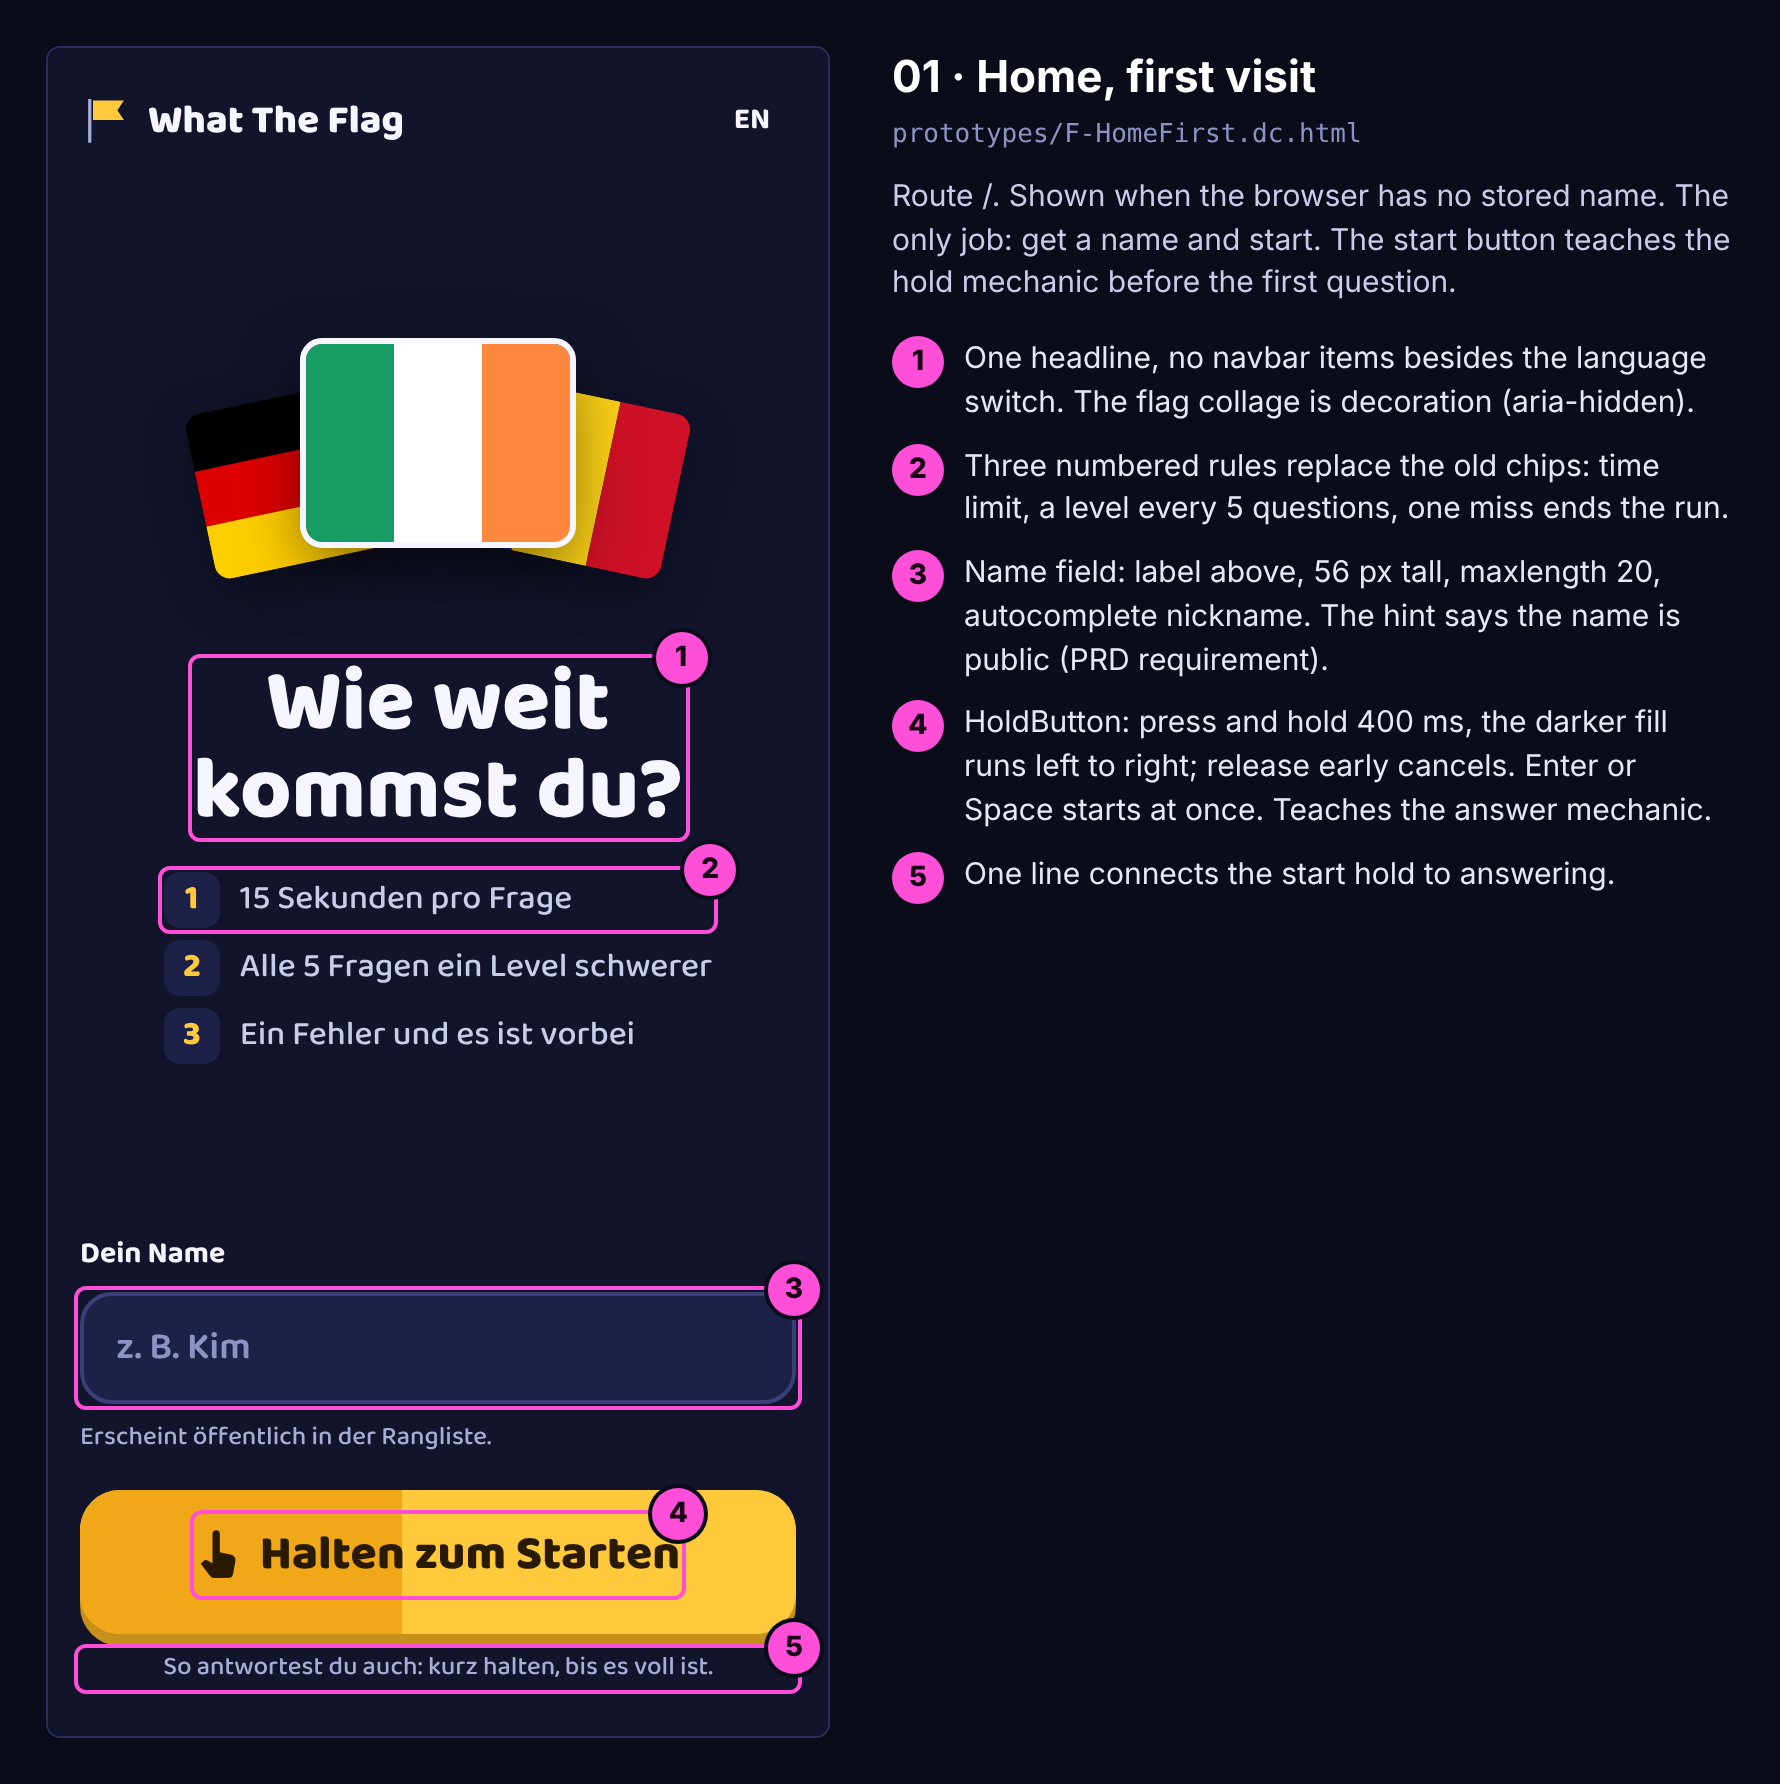 What The Flag
EN
1
Wie weit
kommst du?
2
1 15 Sekunden pro Frage
2 Alle 5 Fragen ein Level schwerer
3 Ein Fehler und es ist vorbei
Dein Name
3
z. B. Kim
Erscheint öffentlich in der Rangliste.
4
Halten zum Starten
5
So antwortest du auch: kurz halten, bis es voll ist.
01 · Home, first visit
prototypes/F-HomeFirst.dc.html
Route /. Shown when the browser has no stored name. The
only job: get a name and start. The start button teaches the
hold mechanic before the first question.
1 One headline, no navbar items besides the language
switch. The flag collage is decoration (aria-hidden).
2 Three numbered rules replace the old chips: time
limit, a level every 5 questions, one miss ends the run.
3 Name field: label above, 56 px tall, maxlength 20,
autocomplete nickname. The hint says the name is
public (PRD requirement).
4 HoldButton: press and hold 400 ms, the darker fill
runs left to right; release early cancels. Enter or
Space starts at once. Teaches the answer mechanic.
5 One line connects the start hold to answering.